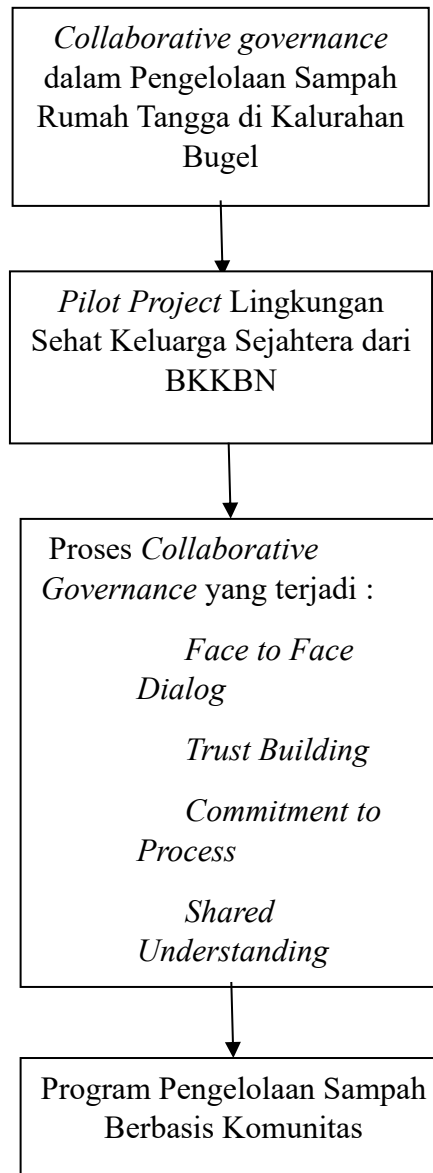 Collaborative governance
dalam Pengelolaan Sampah
Rumah Tangga di Kalurahan
Bugel
Pilot Project Lingkungan
Sehat Keluarga Sejahtera dari
BKKBN
Proses Collaborative
Governance yang terjadi :
Face to Face
Dialog
Trust Building
Commitment to
Process
Shared
Understanding
Program Pengelolaan Sampah
Berbasis Komunitas